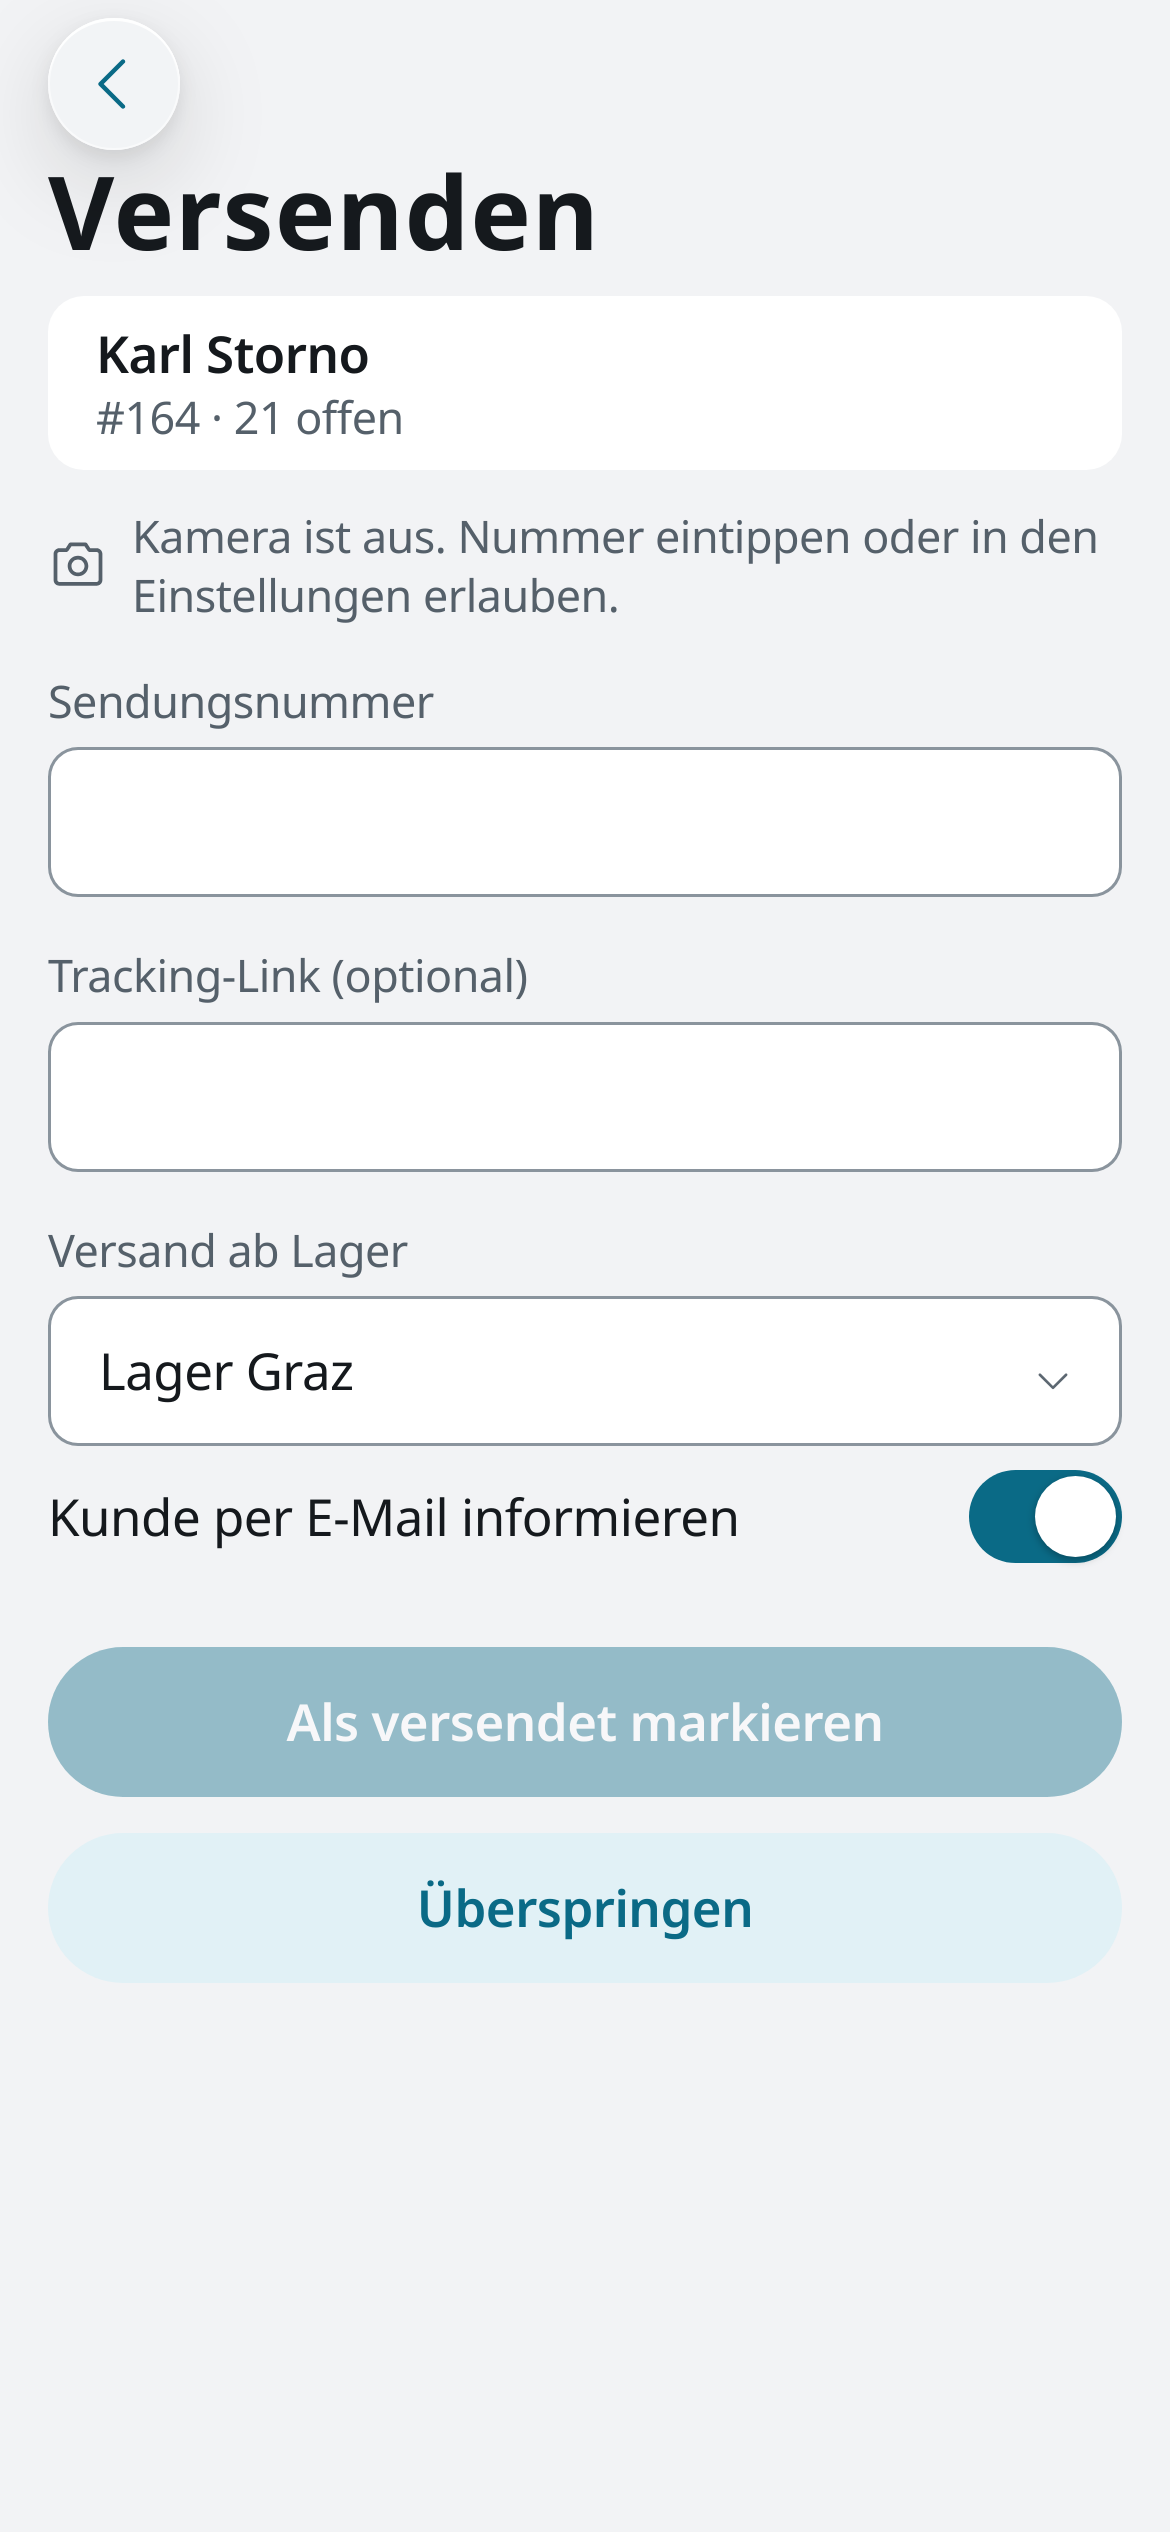 Versenden
Karl Storno
#164 · 21 offen
Kamera ist aus. Nummer eintippen oder in den
Einstellungen erlauben.
Sendungsnummer
Tracking-Link (optional)
Versand ab Lager
Lager Graz
Kunde per E-Mail informieren
Als versendet markieren
Überspringen